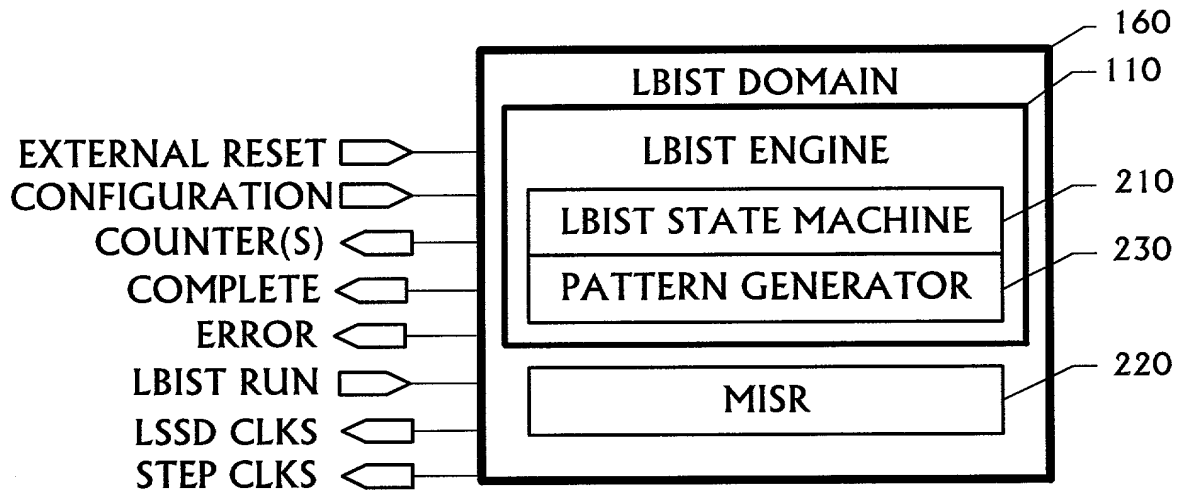 160
LBIST DOMAIN
110
LBIST ENGINE
EXTERNAL RESET
CONFIGURATION
210
LBIST STATE MACHINE
COUNTER(S)
230
PATTERN GENERATOR
COMPLETE
ERROR
220
LBIST RUN
MISR
LSSD CLKS
STEP CLKS